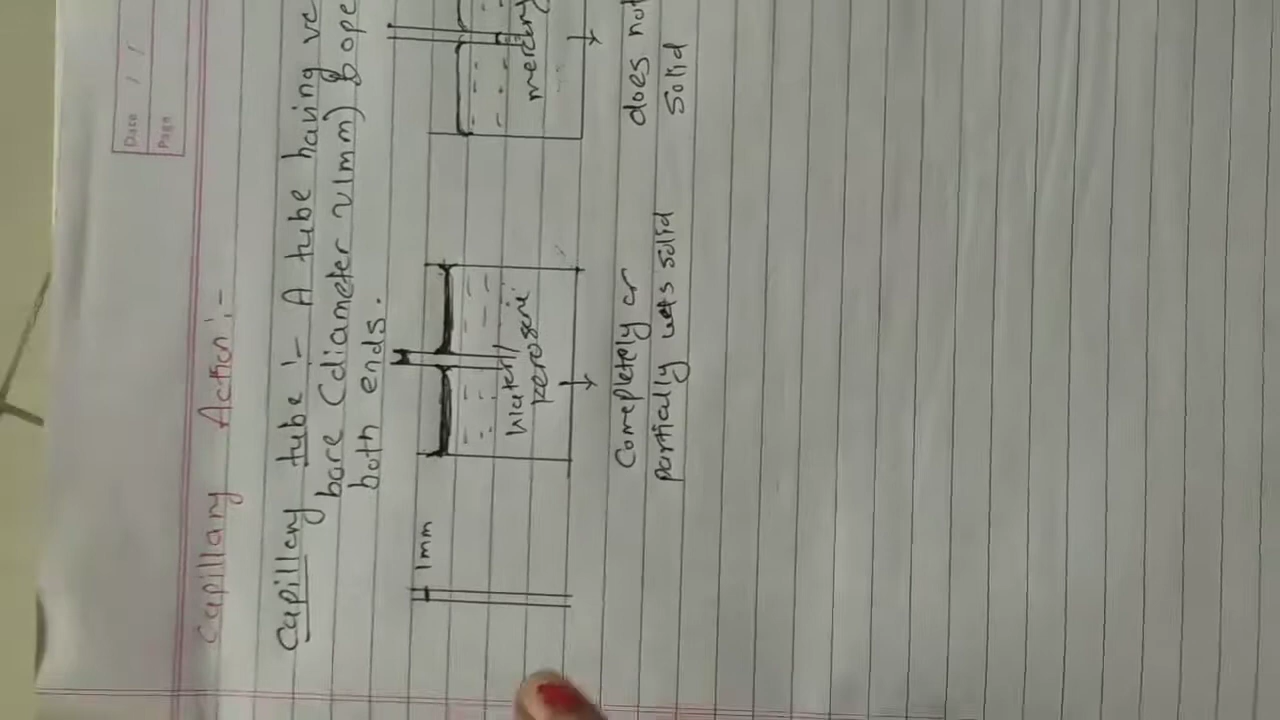 Date / /
Page
Capillary Action :-
Capillary tube :- A tube having ve
bore (diameter ~1mm) & ope
both ends.
1mm
Water/
kerosene
mercury
Comepletely or
partially wets solid
does not
solid